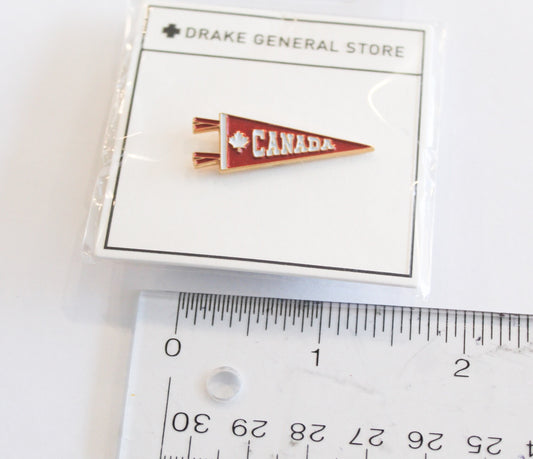 DRAKE GENERAL STORE
CANADA
0 1 2
30 29 28 27 26 25